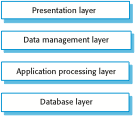 Presentation layer
Data management layer
Application processing layer
Database layer